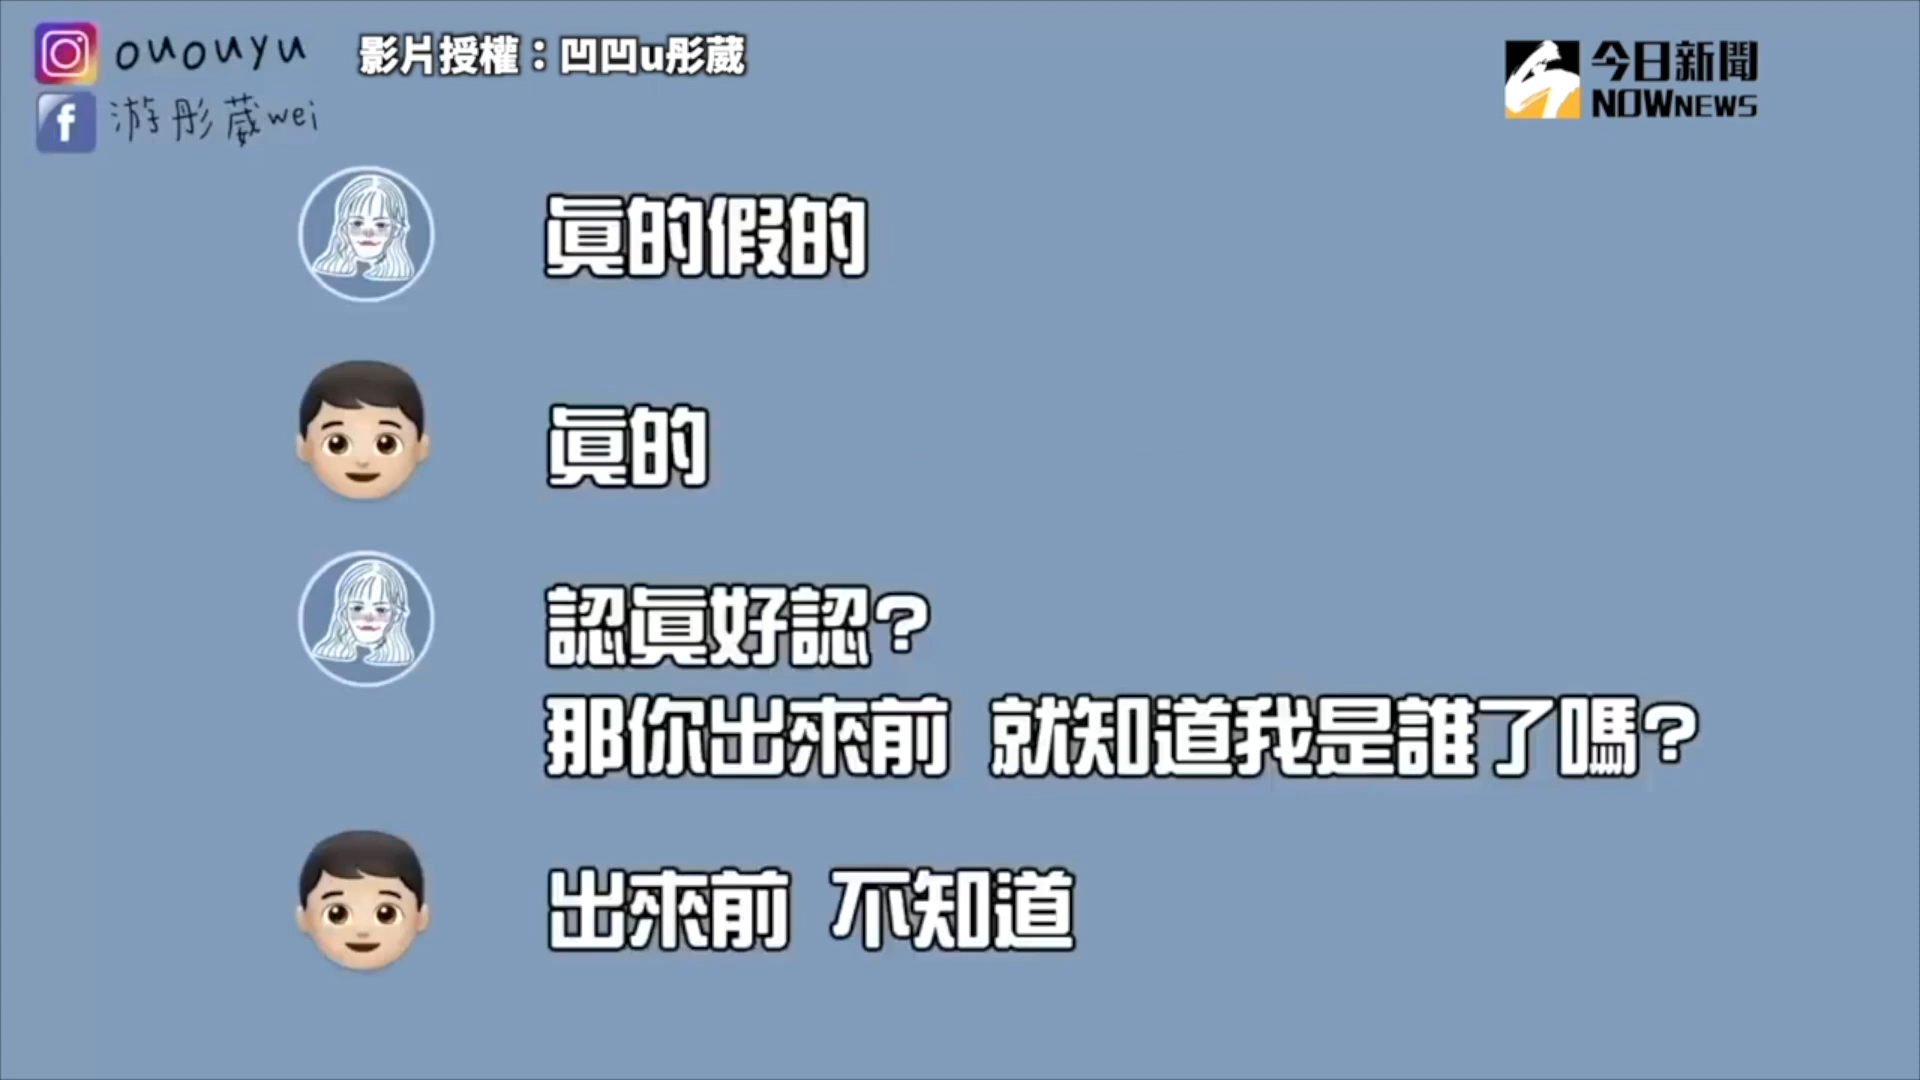 ououyu
影片授權：凹凹u彤葳
游彤葳wei
今日新聞
NOWNEWS
真的假的
真的
認真好認？
那你出來前 就知道我是誰了嗎？
出來前 不知道